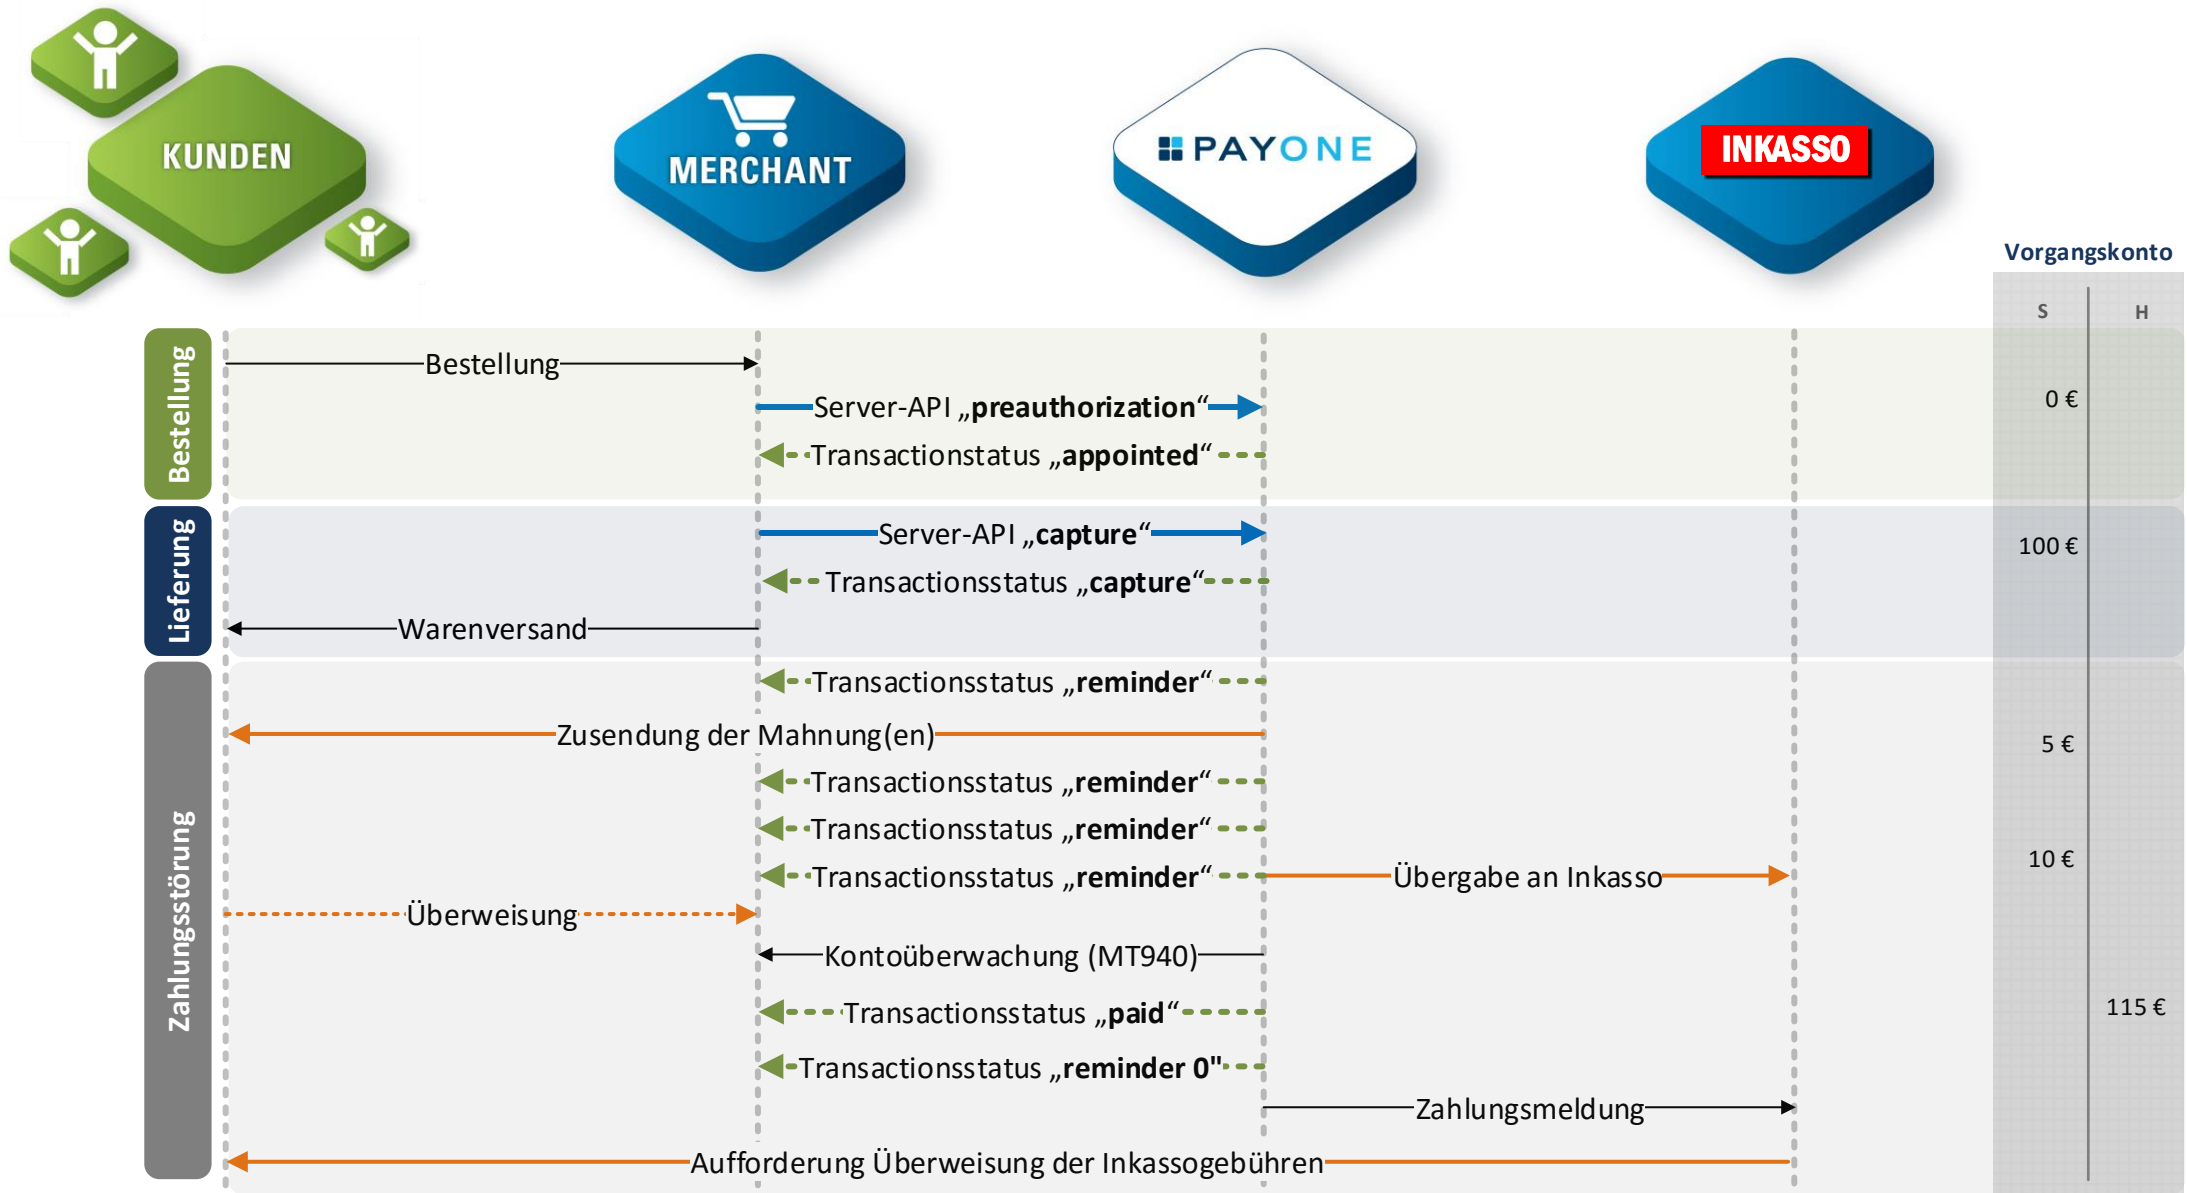 KUNDEN
MERCHANT
PAYONE
INKASSO
Vorgangskonto
S
H
Bestellung
Bestellung
Server-API „preauthorization“
0 €
Transactionstatus „appointed“
Lieferung
Server-API „capture“
100 €
Transactionsstatus „capture“
Warenversand
Zahlungsstörung
Transactionsstatus „reminder“
Zusendung der Mahnung(en)
5 €
Transactionsstatus „reminder“
Transactionsstatus „reminder“
10 €
Transactionsstatus „reminder“
Übergabe an Inkasso
Überweisung
Kontoüberwachung (MT940)
Transactionsstatus „paid“
115 €
Transactionsstatus „reminder 0"
Zahlungsmeldung
Aufforderung Überweisung der Inkassogebühren